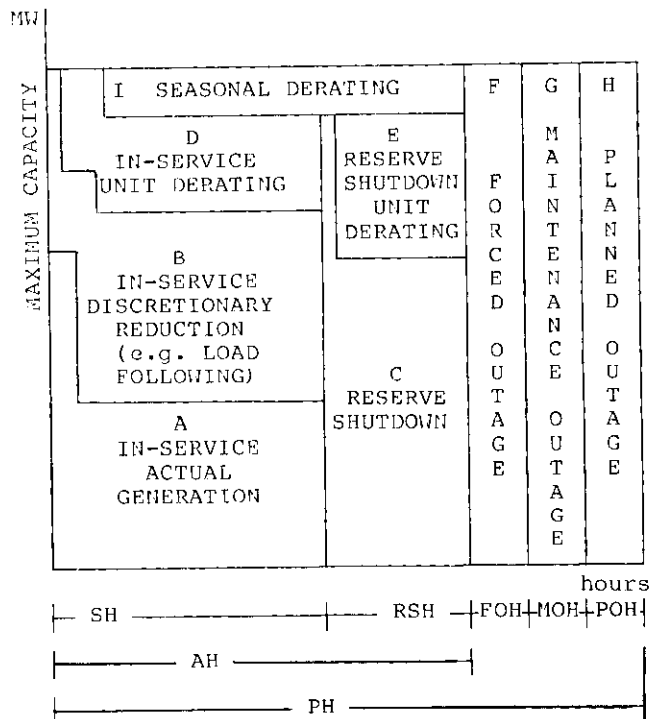 MW
MAXIMUM CAPACITY
I SEASONAL DERATING
D
IN-SERVICE
UNIT DERATING
E
RESERVE
SHUTDOWN
UNIT
DERATING
B
IN-SERVICE
DISCRETIONARY
REDUCTION
(e.g. LOAD
FOLLOWING)
C
RESERVE
SHUTDOWN
A
IN-SERVICE
ACTUAL
GENERATION
F FORCED OUTAGE
G MAINTENANCE OUTAGE
H PLANNED OUTAGE
hours
SH RSH FOH MOH POH
AH
PH